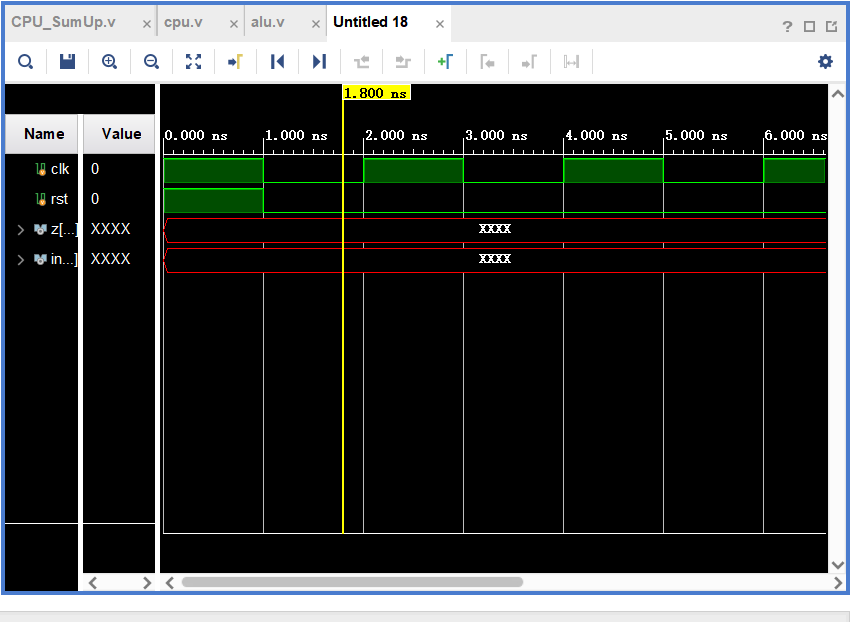 CPU_SumUp.v × cpu.v × alu.v × Untitled 18 ×
?
1.800 ns
Name Value 0.000 ns 1.000 ns 2.000 ns 3.000 ns 4.000 ns 5.000 ns 6.000 ns
clk 0
rst 0
z[...] XXXX XXXX
in...] XXXX XXXX